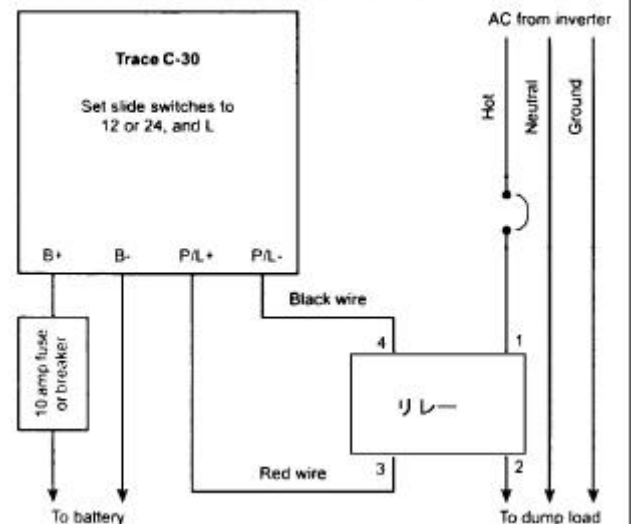 AC from inverter
Trace C-30
Set slide switches to
12 or 24, and L
Hot
Neutral
Ground
B+
B-
P/L+
P/L-
Black wire
10 amp fuse
or breaker
4
1
リレー
Red wire
3
2
To battery
To dump load